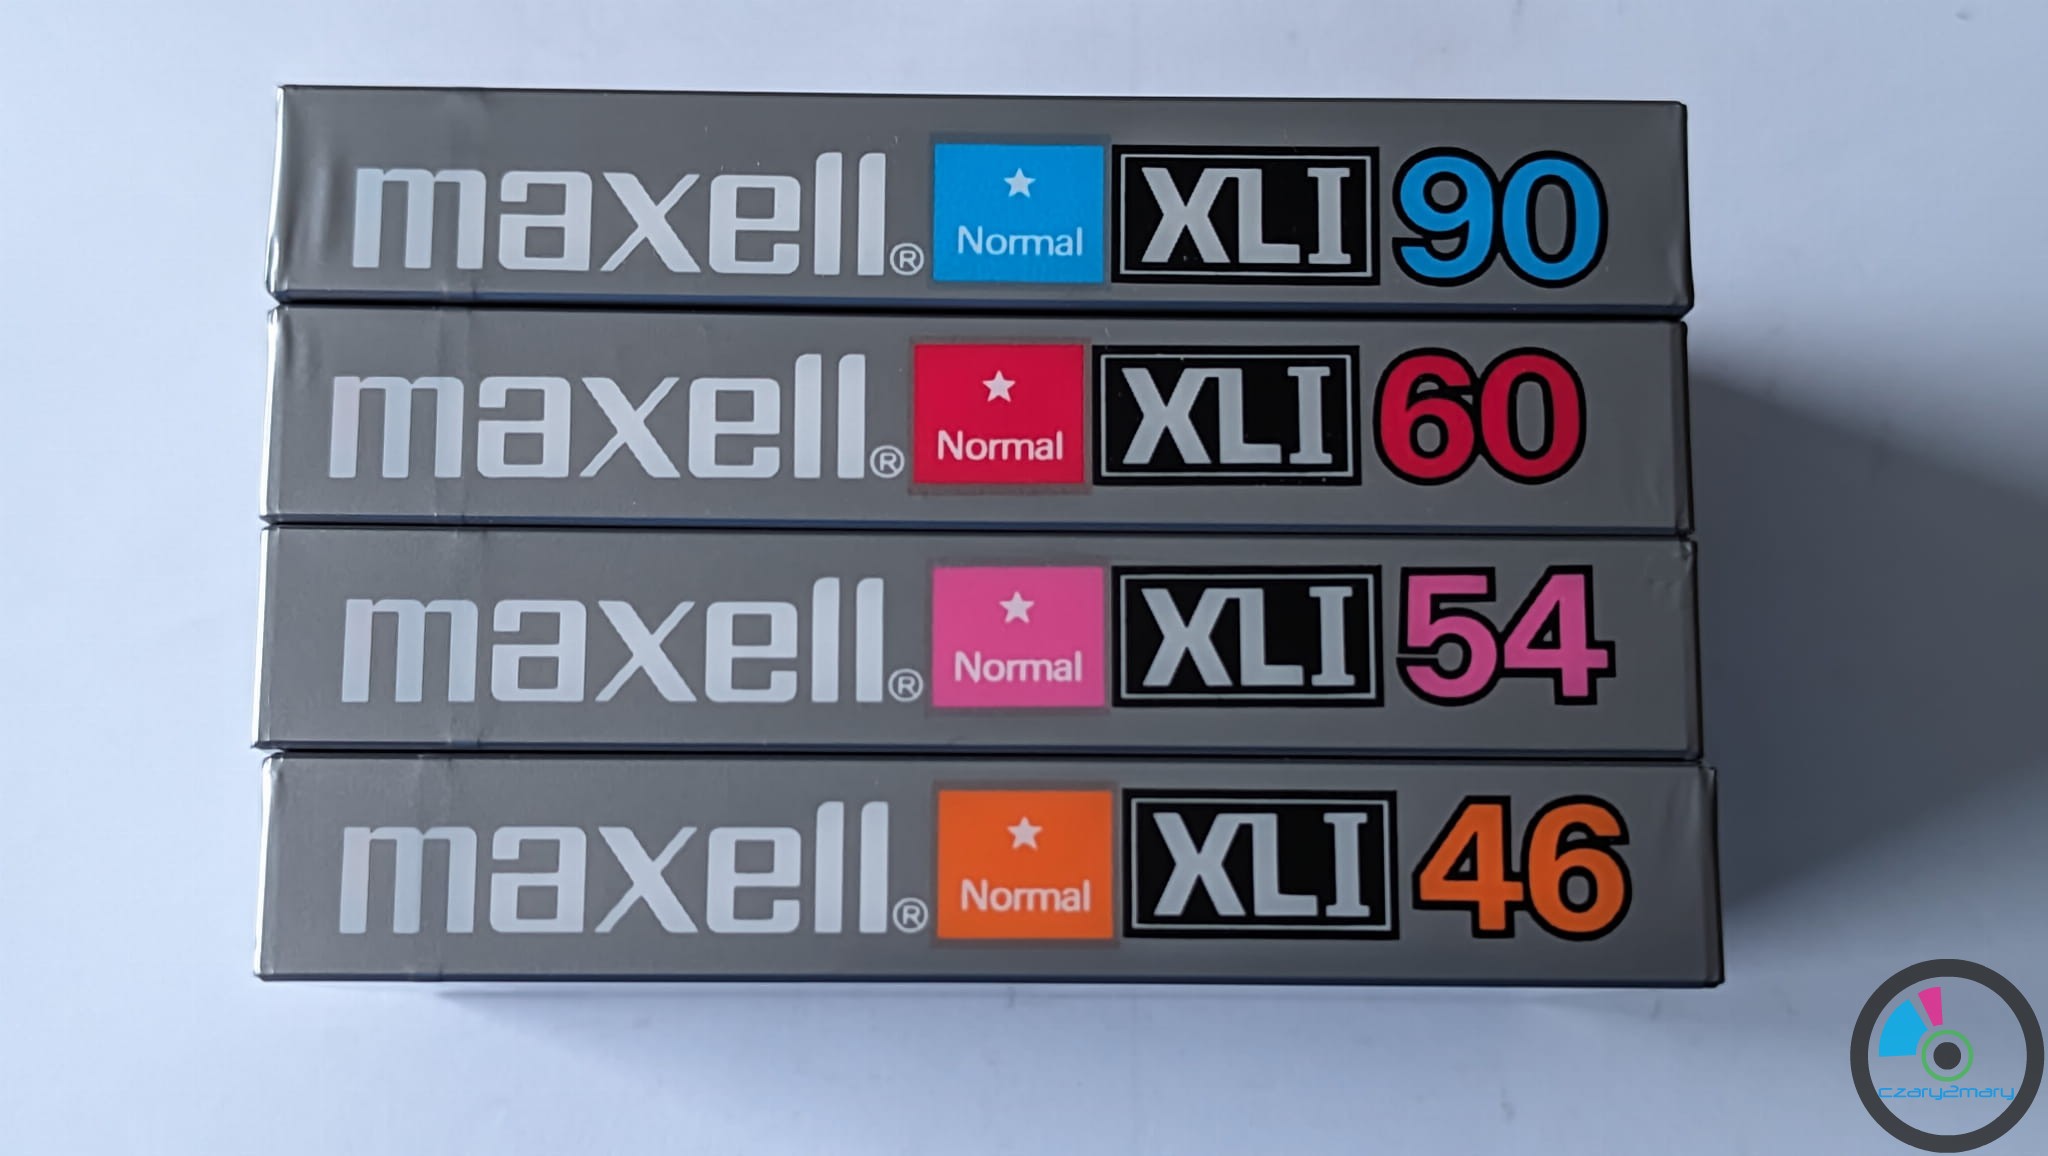 maxell® ★ Normal XLI 90
maxell® ★ Normal XLI 60
maxell® ★ Normal XLI 54
maxell® ★ Normal XLI 46
czary2mary